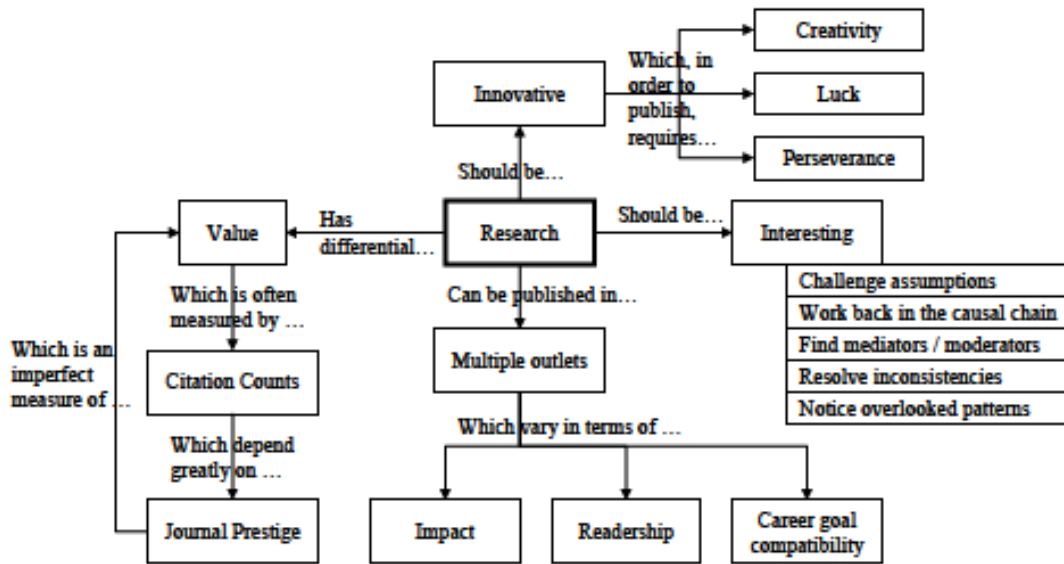 Creativity
Which, in
order to
publish,
requires…
Innovative
Luck
Perseverance
Should be…
Value
Has
differential…
Research
Should be…
Interesting
Challenge assumptions
Work back in the causal chain
Find mediators / moderators
Resolve inconsistencies
Notice overlooked patterns
Which is often
measured by …
Can be published in…
Which is an
imperfect
measure of …
Citation Counts
Multiple outlets
Which depend
greatly on …
Which vary in terms of …
Journal Prestige
Impact
Readership
Career goal
compatibility